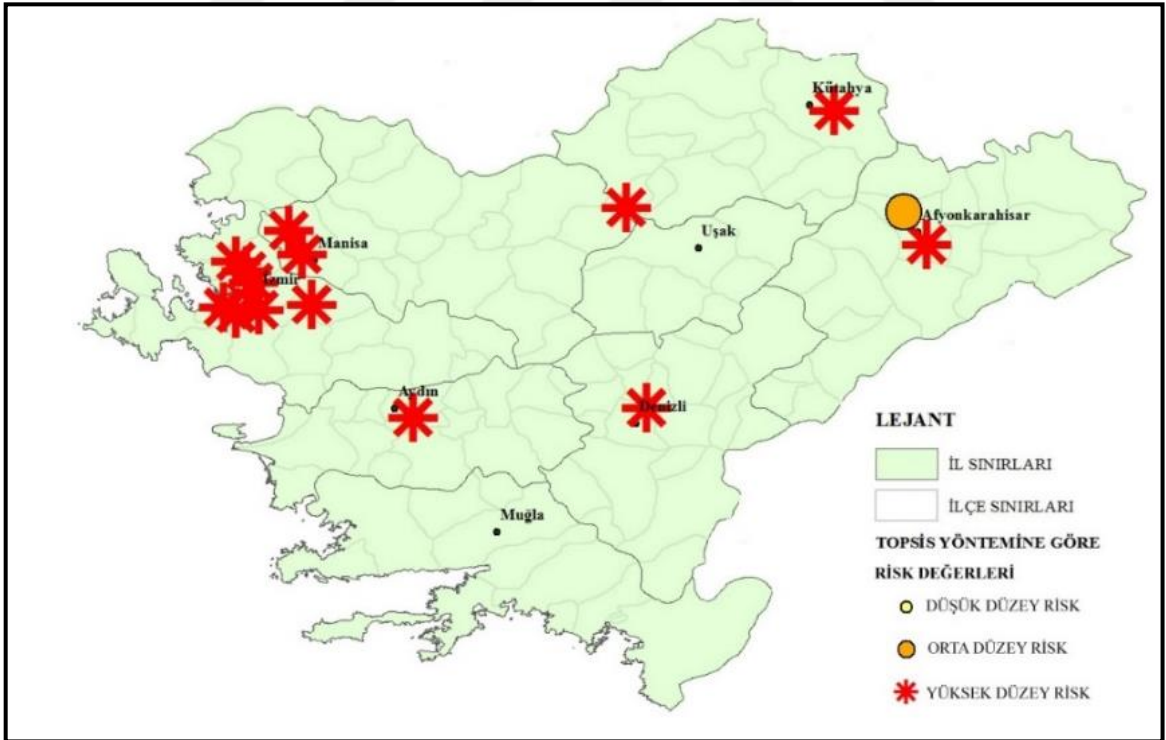 Kütahya
Afyonkarahisar
Uşak
Manisa
İzmir
Aydın
Denizli
Muğla
LEJANT
İL SINIRLARI
İLÇE SINIRLARI
TOPSİS YÖNTEMİNE GÖRE
RİSK DEĞERLERİ
DÜŞÜK DÜZEY RİSK
ORTA DÜZEY RİSK
YÜKSEK DÜZEY RİSK